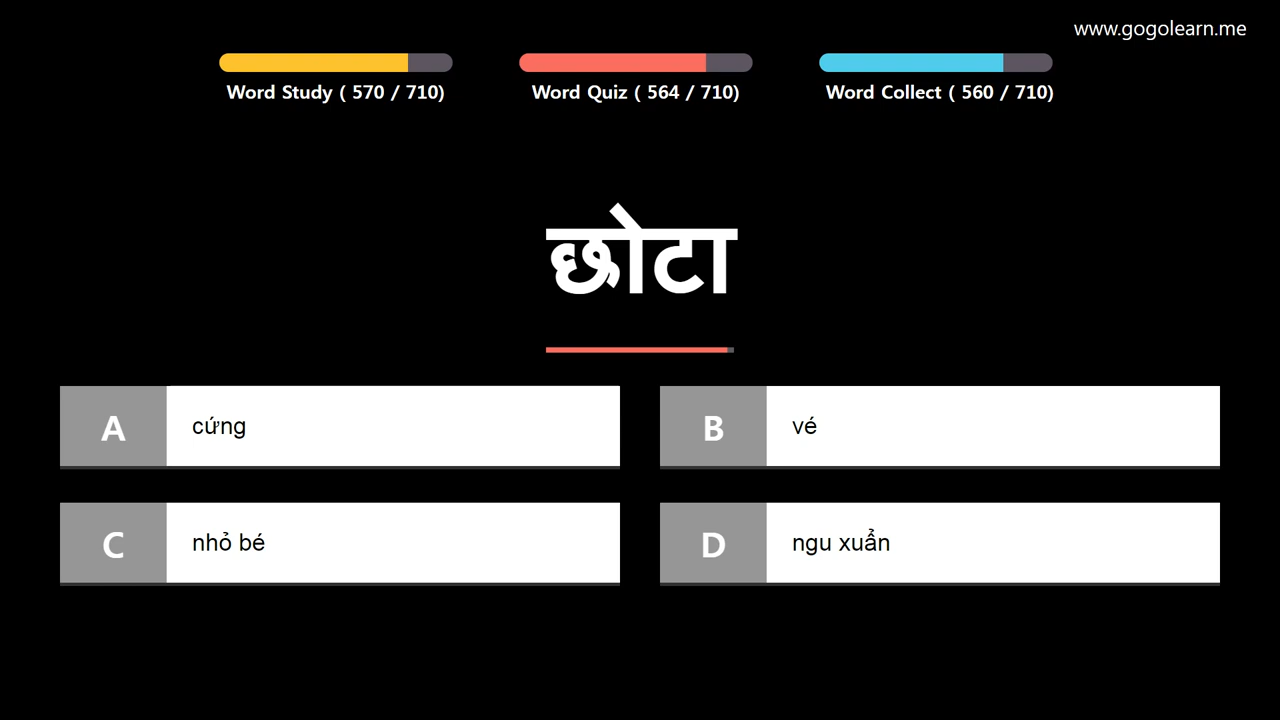 www.gogolearn.me
Word Study ( 570 / 710)
Word Quiz ( 564 / 710)
Word Collect ( 560 / 710)
छोटा
A
cứng
B
vé
C
nhỏ bé
D
ngu xuẩn